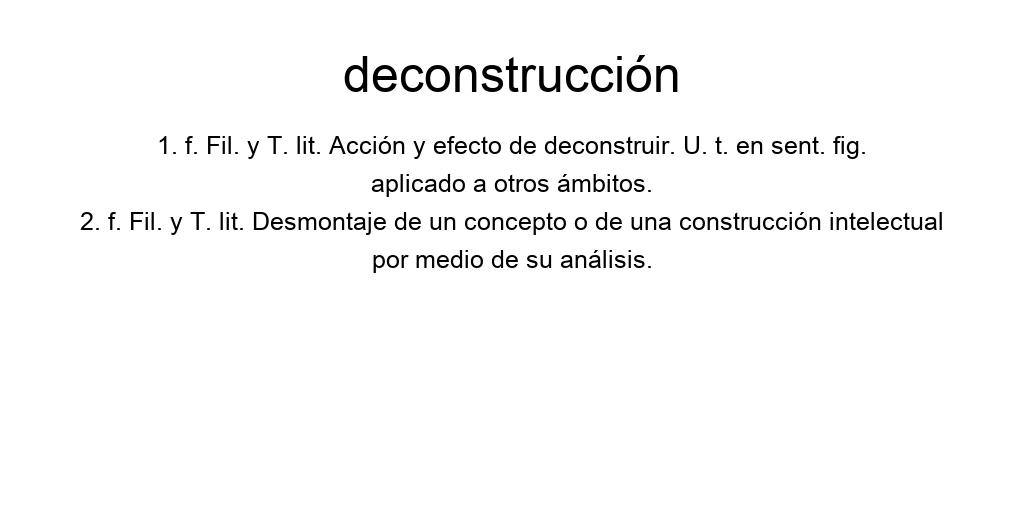 deconstrucción
1. f. Fil. y T. lit. Acción y efecto de deconstruir. U. t. en sent. fig.
aplicado a otros ámbitos.
2. f. Fil. y T. lit. Desmontaje de un concepto o de una construcción intelectual
por medio de su análisis.